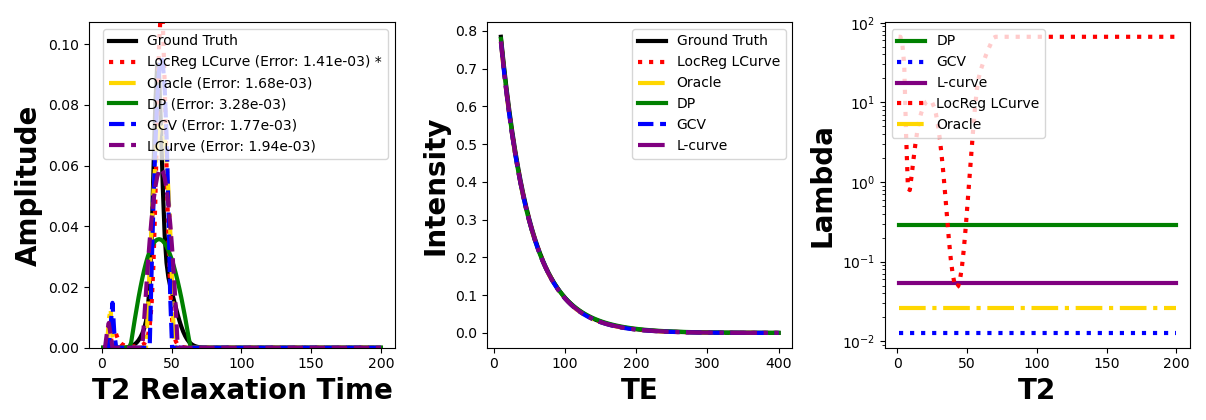 Amplitude
0.10
0.08
0.06
0.04
0.02
0.00
Ground Truth
LocReg LCurve (Error: 1.41e-03) *
Oracle (Error: 1.68e-03)
DP (Error: 3.28e-03)
GCV (Error: 1.77e-03)
LCurve (Error: 1.94e-03)
0 50 100 150 200
T2 Relaxation Time
Intensity
0.8
0.7
0.6
0.5
0.4
0.3
0.2
0.1
0.0
Ground Truth
LocReg LCurve
Oracle
DP
GCV
L-curve
0 100 200 300 400
TE
Lambda
10²
10¹
10⁰
10⁻¹
10⁻²
DP
GCV
L-curve
LocReg LCurve
Oracle
0 50 100 150 200
T2